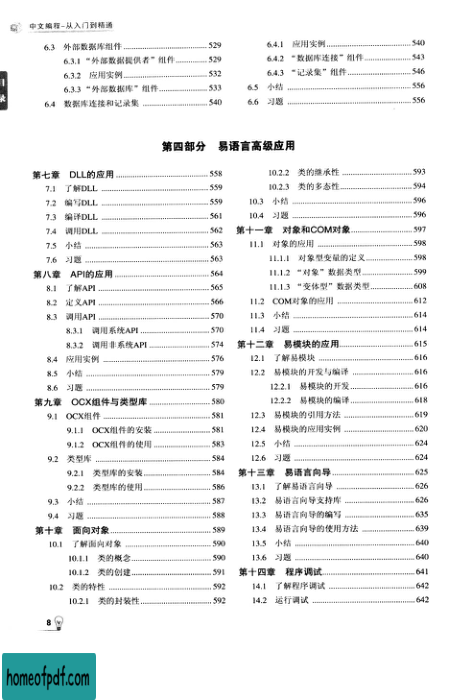 中文编程-从入门到精通
目
录
6.3 外部数据库组件 529
6.3.1 “外部数据提供者”组件 529
6.3.2 应用实例 532
6.3.3 “外部数据库”组件 533
6.4 数据库连接和记录集 540
6.4.1 应用实例 540
6.4.2 “数据库连接”组件 543
6.4.3 “记录集”组件 546
6.5 小结 556
6.6 习题 556
第四部分 易语言高级应用
第七章 DLL的应用 558
7.1 了解DLL 559
7.2 编写DLL 559
7.3 编译DLL 561
7.4 调用DLL 562
7.5 小结 563
7.6 习题 563
第八章 API的应用 564
8.1 了解API 565
8.2 定义API 566
8.3 调用API 570
8.3.1 调用系统API 570
8.3.2 调用非系统API 574
8.4 应用实例 576
8.5 小结 579
8.6 习题 579
第九章 OCX组件与类型库 580
9.1 OCX组件 581
9.1.1 OCX组件的安装 581
9.1.2 OCX组件的使用 583
9.2 类型库 584
9.2.1 类型库的安装 584
9.2.2 类型库的使用 586
9.3 小结 587
9.4 习题 588
第十章 面向对象 589
10.1 了解面向对象 590
10.1.1 类的概念 590
10.1.2 类的创建 591
10.2 类的特性 592
10.2.1 类的封装性 592
10.2.2 类的继承性 593
10.2.3 类的多态性 594
10.3 小结 596
10.4 习题 596
第十一章 对象和COM对象 597
11.1 对象的应用 598
11.1.1 对象型变量的定义 598
11.1.2 “对象”数据类型 599
11.1.3 “变体型”数据类型 608
11.2 COM对象的应用 612
11.3 小结 614
11.4 习题 614
第十二章 易模块的应用 615
12.1 了解易模块 616
12.2 易模块的开发与编译 616
12.2.1 易模块的开发 616
12.2.2 易模块的编译 618
12.3 易模块的引用方法 619
12.4 易模块的应用实例 620
12.5 小结 624
12.6 习题 624
第十三章 易语言向导 625
13.1 了解易语言向导 626
13.2 易语言向导支持库 626
13.3 易语言向导的编写 635
13.4 易语言向导的使用方法 639
13.5 小结 640
13.6 习题 640
第十四章 程序调试 641
14.1 了解程序调试 642
14.2 运行调试 642
8
homeofpdf.com